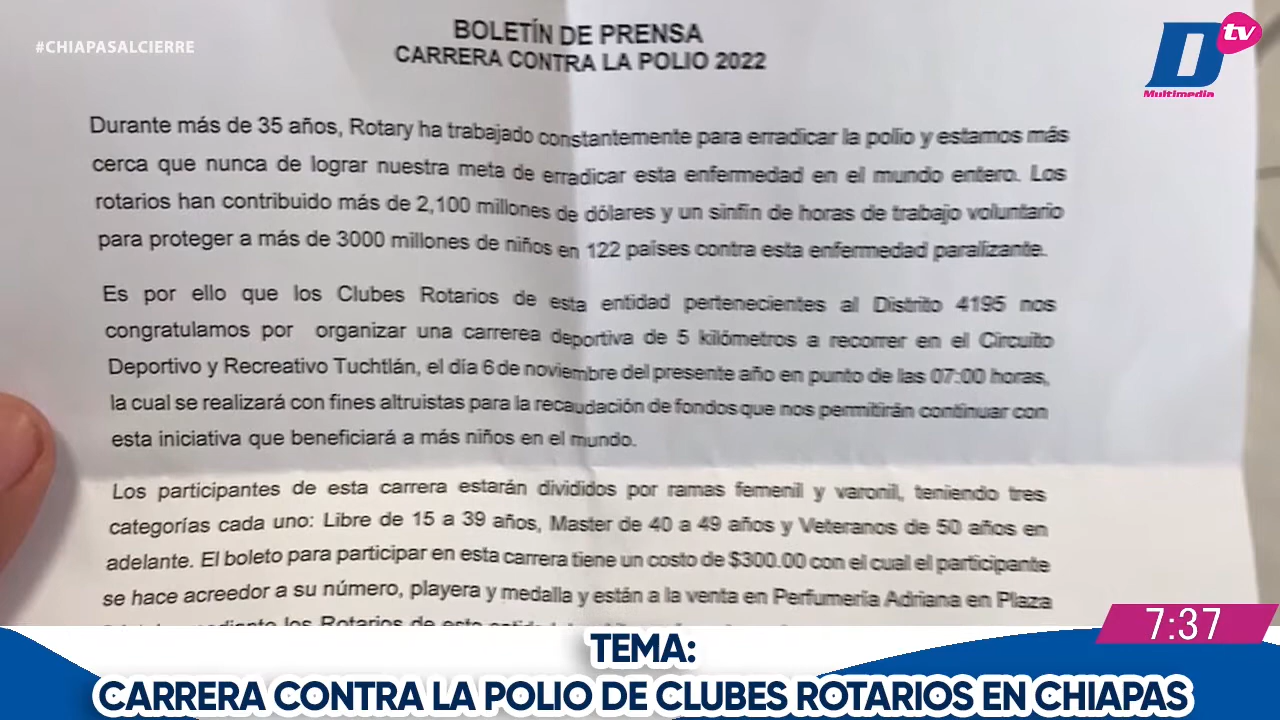 #CHIAPASALCIERRE
D tv
Multimedia
BOLETÍN DE PRENSA
CARRERA CONTRA LA POLIO 2022
Durante más de 35 años, Rotary ha trabajado constantemente para erradicar la polio y estamos más
cerca que nunca de lograr nuestra meta de erradicar esta enfermedad en el mundo entero. Los
rotarios han contribuido más de 2,100 millones de dólares y un sinfín de horas de trabajo voluntario
para proteger a más de 3000 millones de niños en 122 países contra esta enfermedad paralizante.
Es por ello que los Clubes Rotarios de esta entidad pertenecientes al Distrito 4195 nos
congratulamos por organizar una carrerea deportiva de 5 kilómetros a recorrer en el Circuito
Deportivo y Recreativo Tuchtlán, el día 6 de noviembre del presente año en punto de las 07:00 horas,
la cual se realizará con fines altruistas para la recaudación de fondos que nos permitirán continuar con
esta iniciativa que beneficiará a más niños en el mundo.
Los participantes de esta carrera estarán divididos por ramas femenil y varonil, teniendo tres
categorías cada uno: Libre de 15 a 39 años, Master de 40 a 49 años y Veteranos de 50 años en
adelante. El boleto para participar en esta carrera tiene un costo de $300.00 con el cual el participante
se hace acreedor a su número, playera y medalla y están a la venta en Perfumería Adriana en Plaza
los Rotarios de
7:37
TEMA:
CARRERA CONTRA LA POLIO DE CLUBES ROTARIOS EN CHIAPAS